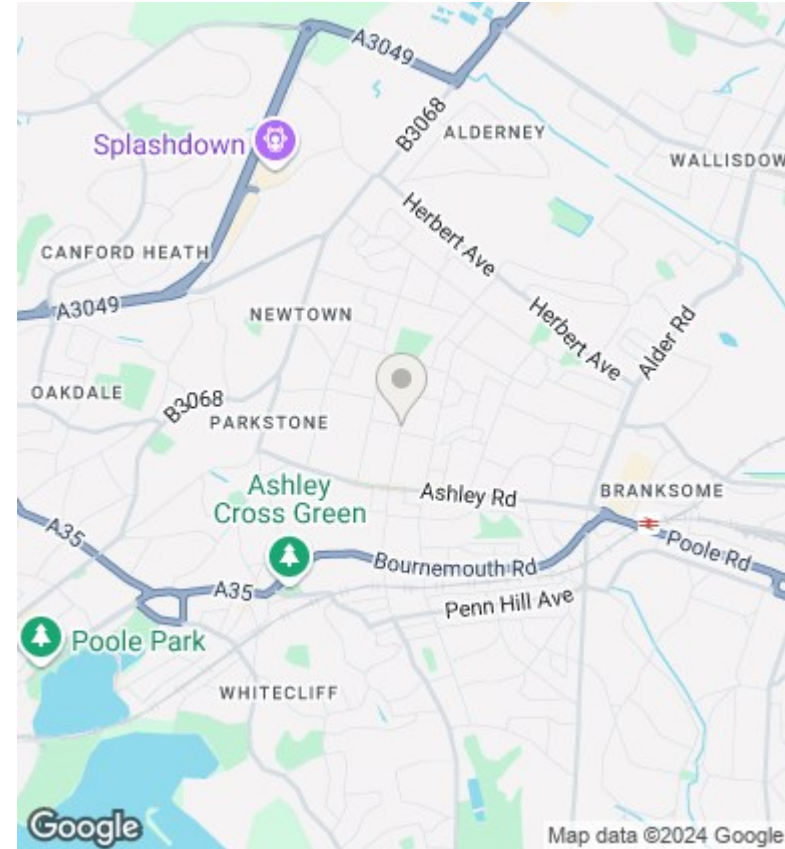 A3049
B3068
ALDERNEY
Splashdown
WALLISDOW
Herbert Ave
CANFORD HEATH
A3049
NEWTOWN
Herbert Ave
Alder Rd
OAKDALE
B3068
PARKSTONE
Ashley
Cross Green
Ashley Rd
BRANKSOME
A35
Bournemouth Rd
Poole Rd
A35
Penn Hill Ave
Poole Park
WHITECLIFF
Google
Map data ©2024 Google